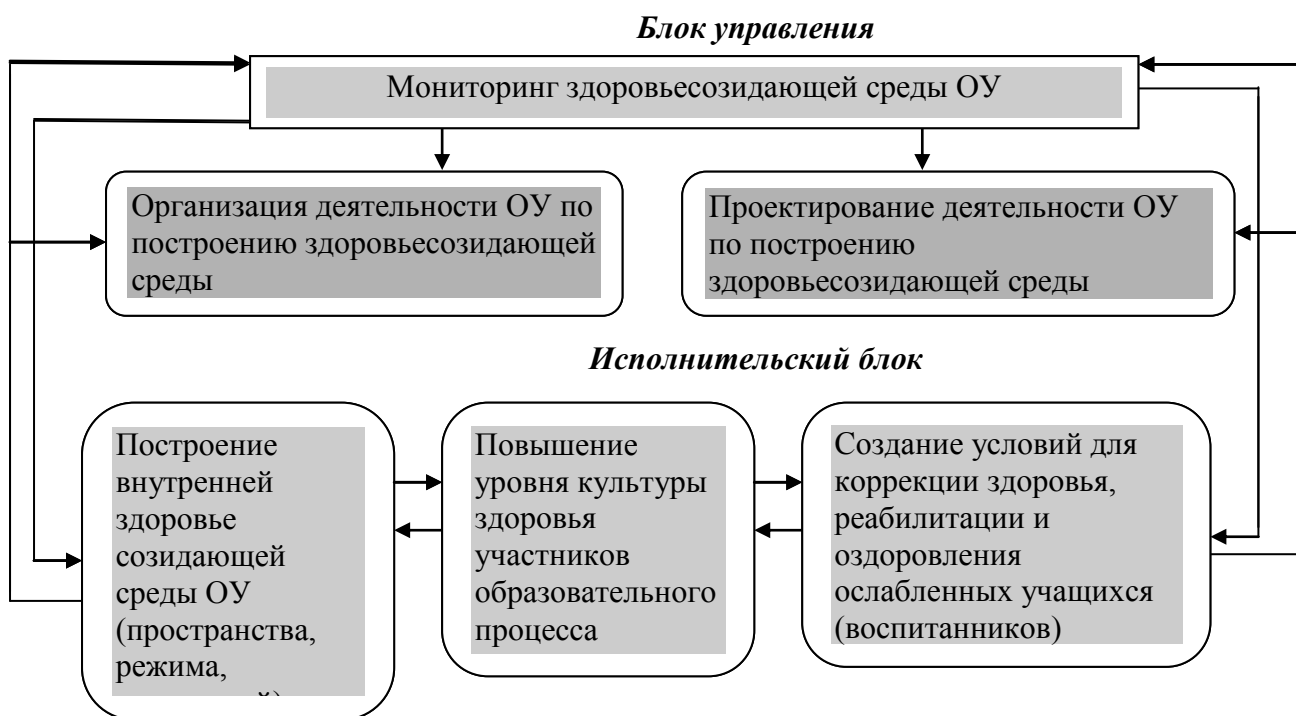 Блок управления
Мониторинг здоровьесозидающей среды ОУ
Организация деятельности ОУ по
построению здоровьесозидающей
среды
Проектирование деятельности ОУ
по построению
здоровьесозидающей среды
Исполнительский блок
Построение
внутренней
здоровье
созидающей
среды ОУ
(пространства,
режима,
Повышение
уровня культуры
здоровья
участников
образовательного
процесса
Создание условий для
коррекции здоровья,
реабилитации и
оздоровления
ослабленных учащихся
(воспитанников)